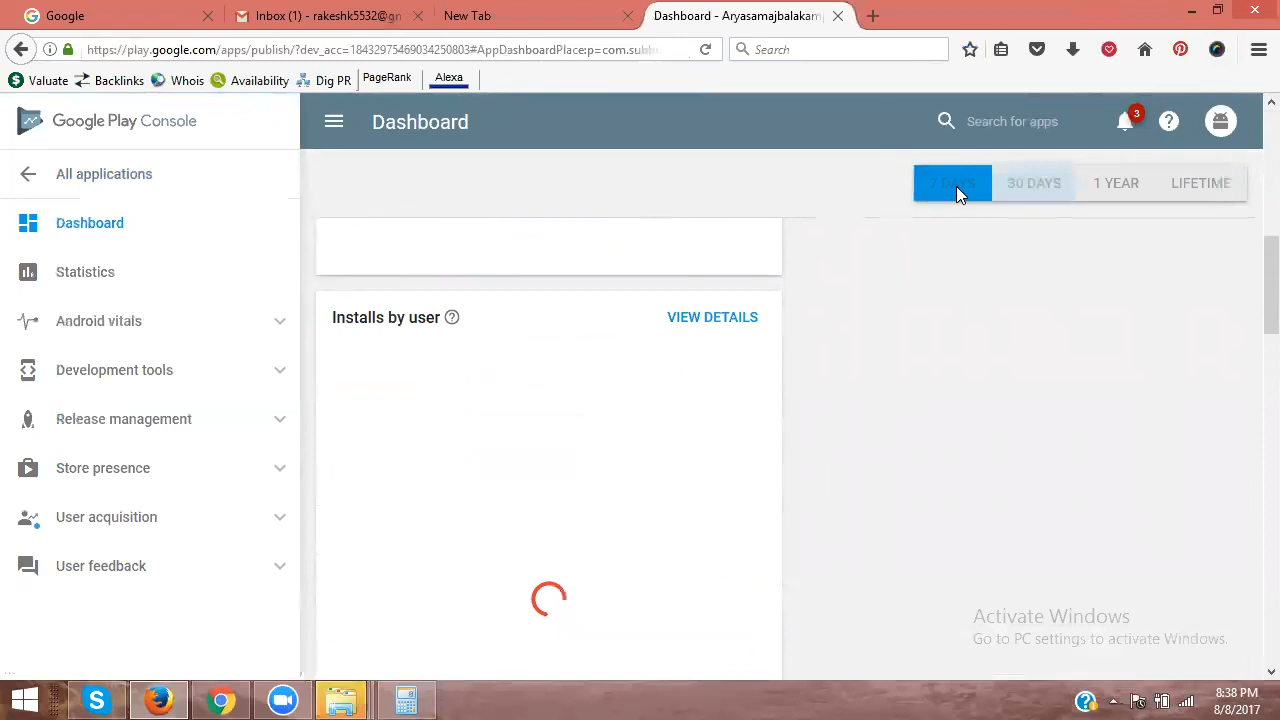 Google
Inbox (1) - rakeshk5532@gn
New Tab
Dashboard - Aryasamajbalakam
https://play.google.com/apps/publish/?dev_acc=18432975469034250803#AppDashboardPlace:p=com.subb
Search
Valuate
Backlinks
Whois
Availability
Dig PR
PageRank
Alexa
Google Play Console
Dashboard
Search for apps
3
All applications
7 DAYS
30 DAYS
1 YEAR
LIFETIME
Dashboard
Statistics
Installs by user
VIEW DETAILS
Android vitals
Development tools
Release management
Store presence
User acquisition
User feedback
Activate Windows
Go to PC settings to activate Windows.
8:38 PM
8/8/2017